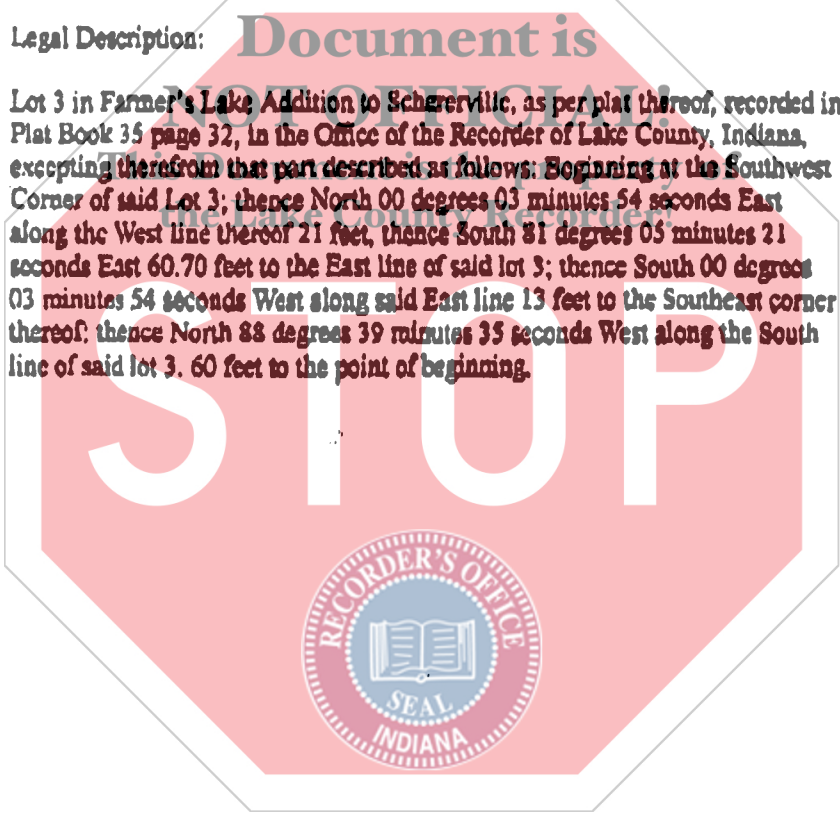 Legal Description:
Document is
NOT OFFICIAL!
This Document is the property of
the Lake County Recorder!
Lot 3 in Farmer's Lake Addition to Schererville, as per plat thereof, recorded in
Plat Book 35 page 32, in the Office of the Recorder of Lake County, Indiana,
excepting therefrom that part described as follows: Beginning at the Southwest
Corner of said Lot 3; thence North 00 degrees 03 minutes 54 seconds East
along the West line thereof 21 feet, thence South 81 degrees 05 minutes 21
seconds East 60.70 feet to the East line of said lot 3; thence South 00 degrees
03 minutes 54 seconds West along said East line 13 feet to the Southeast corner
thereof; thence North 88 degrees 39 minutes 35 seconds West along the South
line of said lot 3. 60 feet to the point of beginning.
STOP
RECORDER'S OFFICE
SEAL
INDIANA